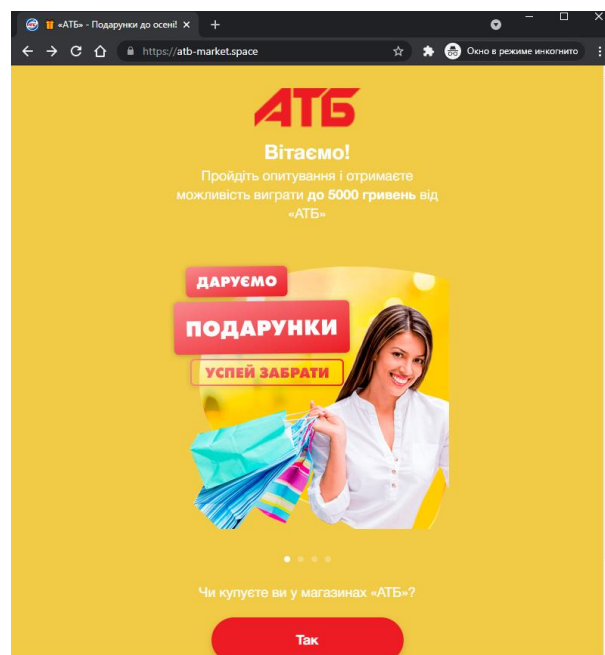 «АТБ» - Подарунки до осені!
https://atb-market.space
Окно в режиме инкогнито
АТБ
Вітаємо!
Пройдіть опитування і отримаєте
можливість виграти до 5000 гривень від
«АТБ»
ДАРУЄМО
ПОДАРУНКИ
УСПЕЙ ЗАБРАТИ
Чи купуєте ви у магазинах «АТБ»?
Так